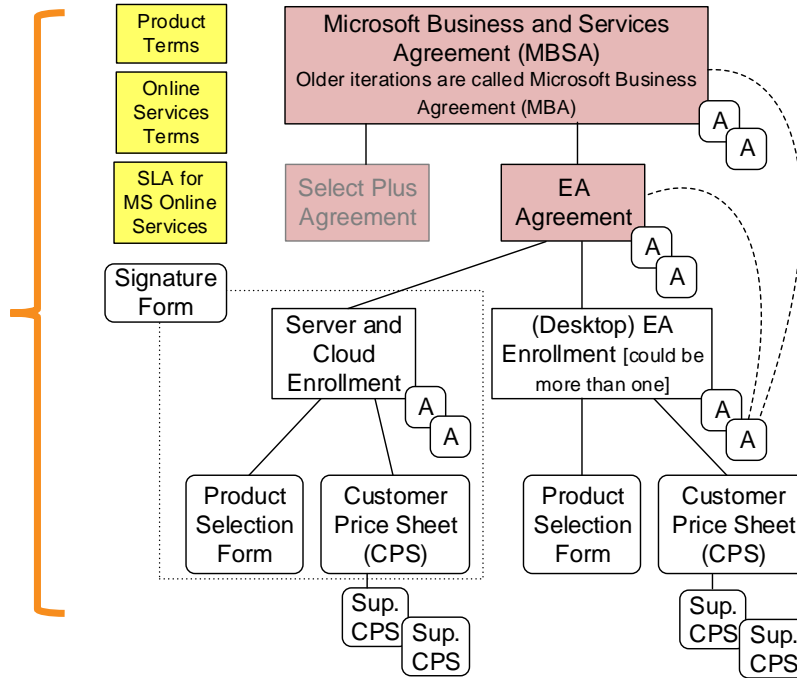 Product
Terms
Microsoft Business and Services
Agreement (MBSA)
Older iterations are called Microsoft Business
Agreement (MBA)
Online
Services
Terms
A
A
SLA for
MS Online
Services
Select Plus
Agreement
EA
Agreement
A
A
Signature
Form
Server and
Cloud
Enrollment
(Desktop) EA
Enrollment [could be
more than one]
A
A
A
A
Product
Selection
Form
Customer
Price Sheet
(CPS)
Product
Selection
Form
Customer
Price Sheet
(CPS)
Sup.
CPS
Sup.
CPS
Sup.
CPS
Sup.
CPS